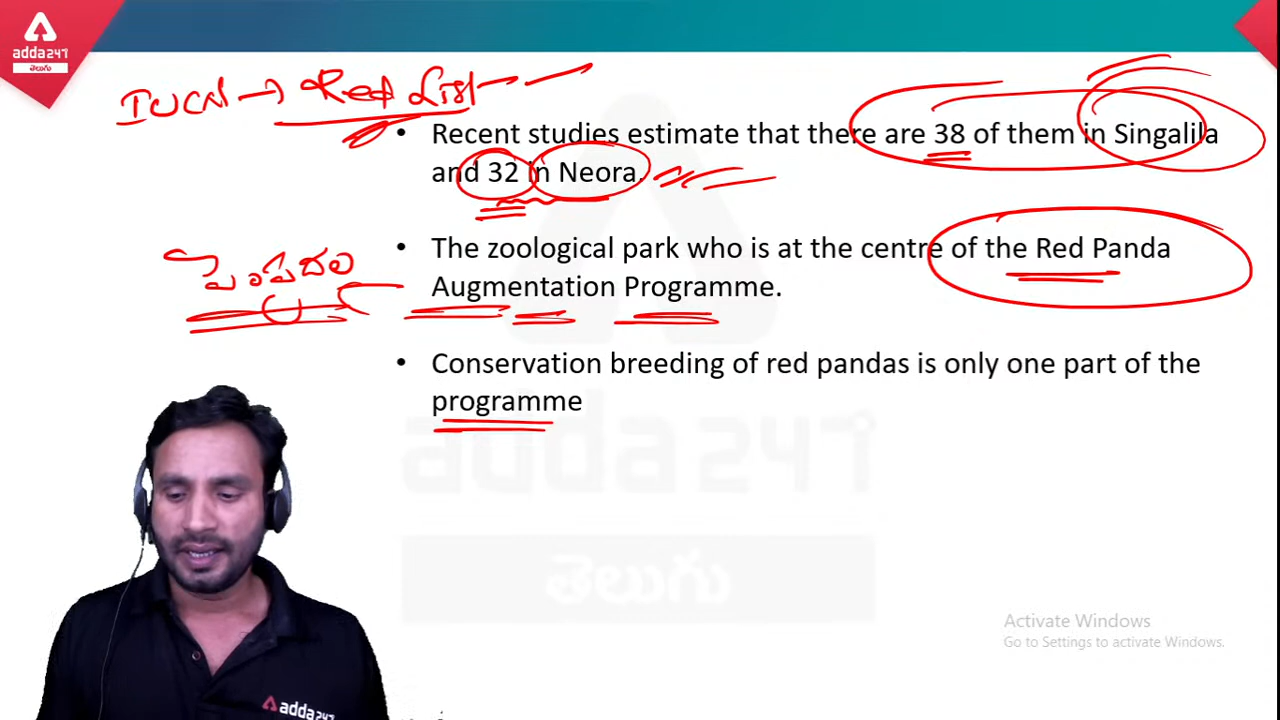 adda247
తెలుగు
IUCN → Red List
• Recent studies estimate that there are 38 of them in Singalila
and 32 in Neora.
• The zoological park who is at the centre of the Red Panda
Augmentation Programme.
• Conservation breeding of red pandas is only one part of the
programme
adda247
తెలుగు
Activate Windows
Go to Settings to activate Windows.
adda247